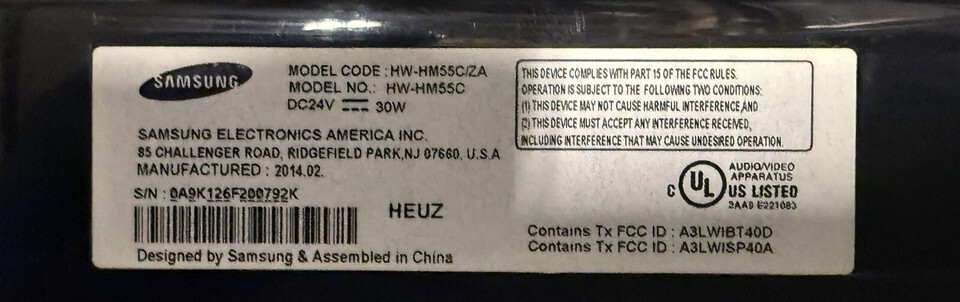 SAMSUNG
MODEL CODE : HW-HM55C/ZA
MODEL NO.: HW-HM55C
DC24V ⎓ 30W
SAMSUNG ELECTRONICS AMERICA INC.
85 CHALLENGER ROAD, RIDGEFIELD PARK,NJ 07660, U.S.A
MANUFACTURED : 2014.02.
S/N : 0A9K126F200792K
HEUZ
Designed by Samsung & Assembled in China
THIS DEVICE COMPLIES WITH PART 15 OF THE FCC RULES.
OPERATION IS SUBJECT TO THE FOLLOWING TWO CONDITIONS:
(1) THIS DEVICE MAY NOT CAUSE HARMFUL INTERFERENCE,AND
(2) THIS DEVICE MUST ACCEPT ANY INTERFERENCE RECEIVED,
INCLUDING INTERFERENCE THAT MAY CAUSE UNDESIRED OPERATION.
C UL US LISTED
AUDIO/VIDEO
APPARATUS
3AAD E221083
Contains Tx FCC ID : A3LWIBT40D
Contains Tx FCC ID : A3LWISP40A